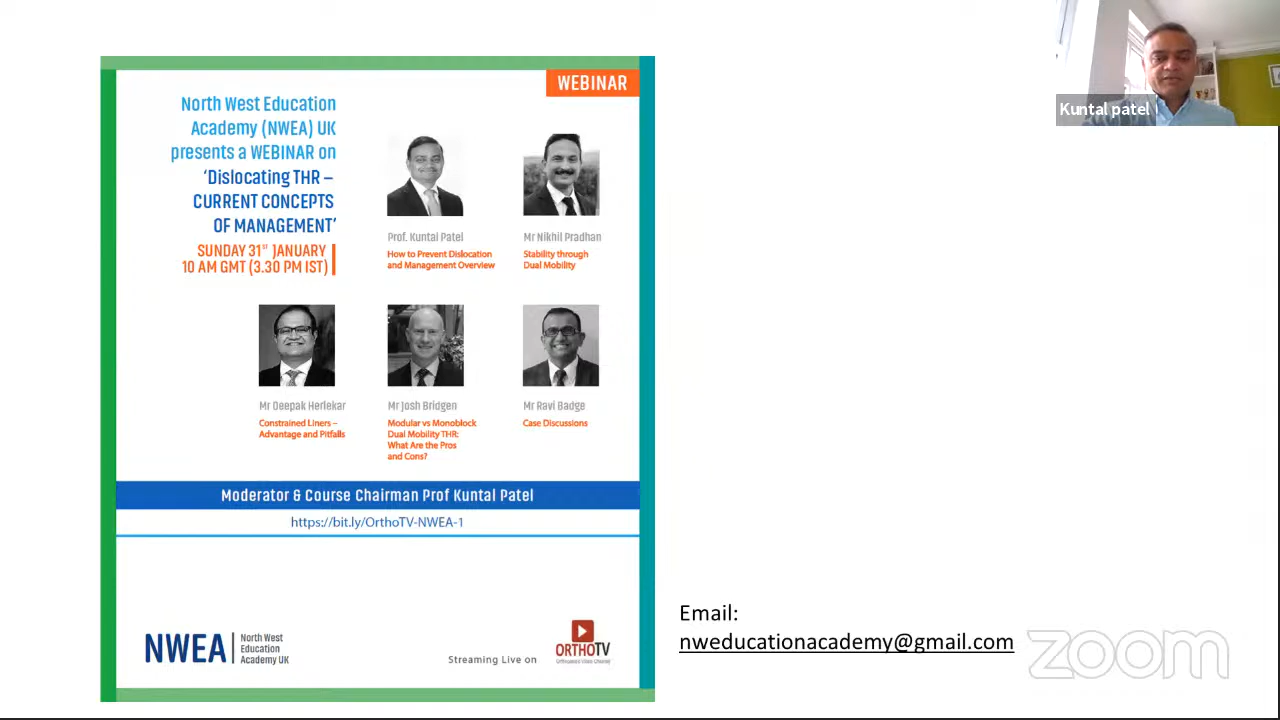 WEBINAR
North West Education
Academy (NWEA) UK
presents a WEBINAR on
‘Dislocating THR –
CURRENT CONCEPTS
OF MANAGEMENT’
SUNDAY 31ST JANUARY
10 AM GMT (3.30 PM IST)
Prof. Kuntal Patel
How to Prevent Dislocation
and Management Overview
Mr Nikhil Pradhan
Stability through
Dual Mobility
Mr Deepak Herlekar
Constrained Liners –
Advantage and Pitfalls
Mr Josh Bridgen
Modular vs Monoblock
Dual Mobility THR:
What Are the Pros
and Cons?
Mr Ravi Badge
Case Discussions
Moderator & Course Chairman Prof Kuntal Patel
https://bit.ly/OrthoTV-NWEA-1
NWEA
North West
Education
Academy UK
Streaming Live on
ORTHOTV
Kuntal patel
Email:
nweducationacademy@gmail.com
zoom